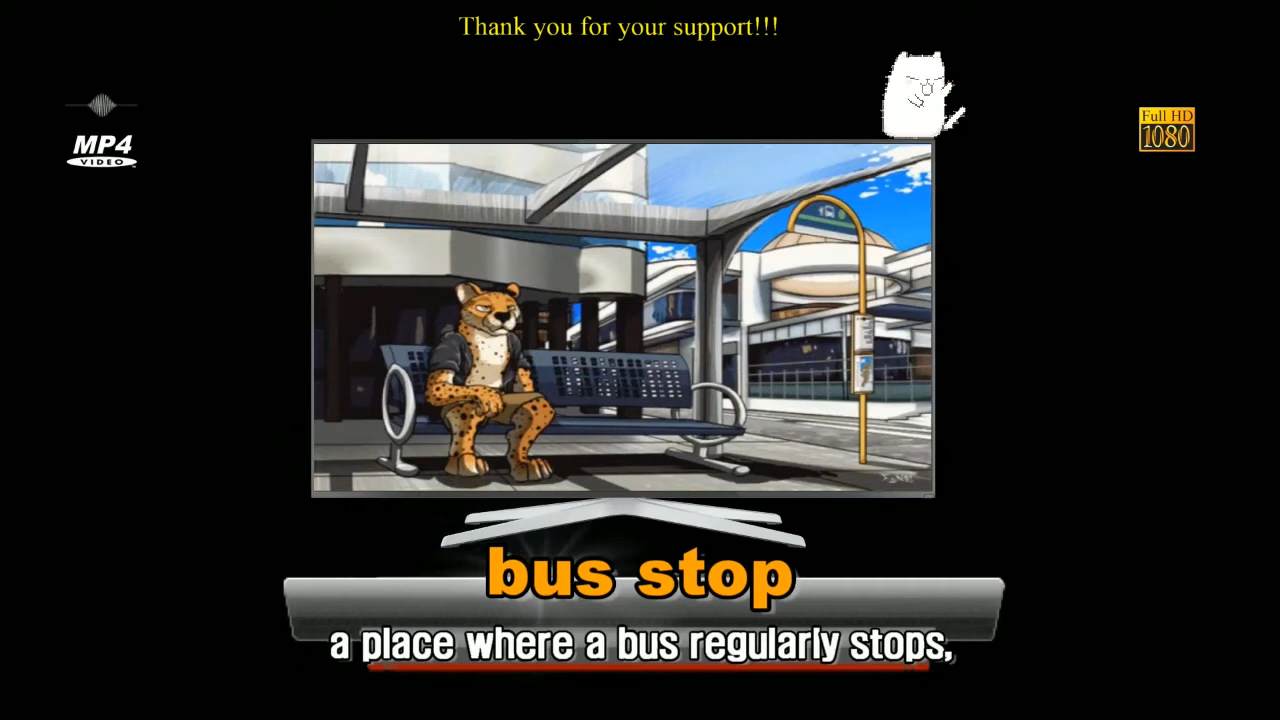 Thank you for your support!!!
MP4
VIDEO
Full HD
1080
bus stop
a place where a bus regularly stops,